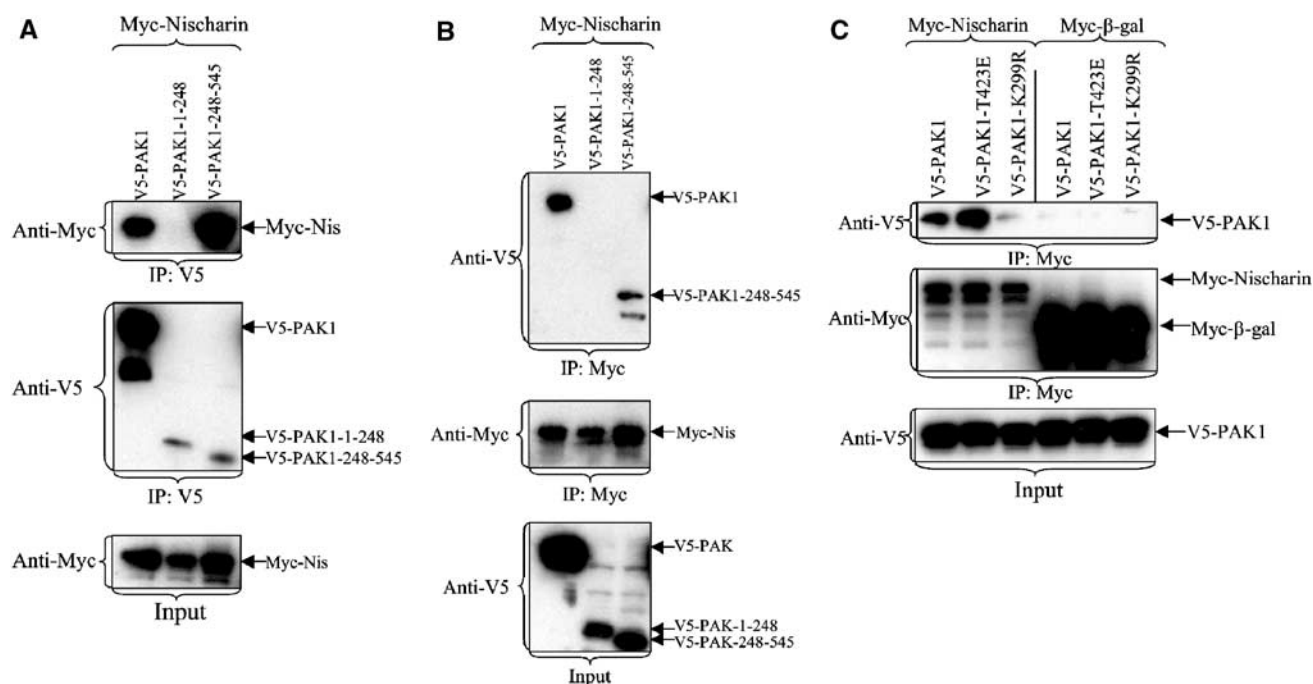 A
Myc-Nischarin
V5-PAK1
V5-PAK1-1-248
V5-PAK1-248-545
Anti-Myc
Myc-Nis
IP: V5
Anti-V5
V5-PAK1
V5-PAK1-1-248
V5-PAK1-248-545
IP: V5
Anti-Myc
Myc-Nis
Input
B
Myc-Nischarin
V5-PAK1
V5-PAK1-1-248
V5-PAK1-248-545
Anti-V5
V5-PAK1
V5-PAK1-248-545
IP: Myc
Anti-Myc
Myc-Nis
IP: Myc
Anti-V5
V5-PAK
V5-PAK-1-248
V5-PAK-248-545
Input
C
Myc-Nischarin
Myc-β-gal
V5-PAK1
V5-PAK1-T423E
V5-PAK1-K299R
V5-PAK1
V5-PAK1-T423E
V5-PAK1-K299R
Anti-V5
V5-PAK1
IP: Myc
Anti-Myc
Myc-Nischarin
Myc-β-gal
IP: Myc
Anti-V5
V5-PAK1
Input